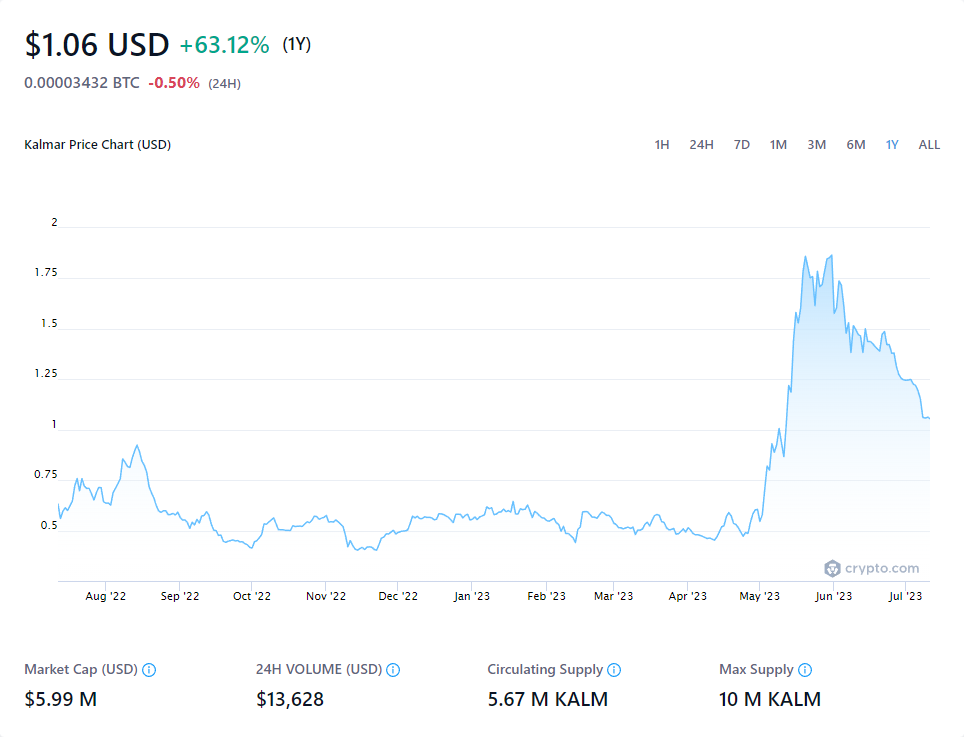 $1.06 USD +63.12% (1Y)
0.00003432 BTC -0.50% (24H)
Kalmar Price Chart (USD) 1H 24H 7D 1M 3M 6M 1Y ALL
2
1.75
1.5
1.25
1
0.75
0.5
crypto.com
Aug '22 Sep '22 Oct '22 Nov '22 Dec '22 Jan '23 Feb '23 Mar '23 Apr '23 May '23 Jun '23 Jul '23
Market Cap (USD) 24H VOLUME (USD) Circulating Supply Max Supply
$5.99 M $13,628 5.67 M KALM 10 M KALM